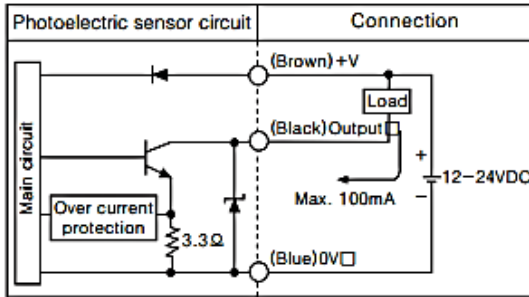 Photoelectric sensor circuit
Connection
(Brown)+V
Load
(Black)Output
Main circuit
+
12-24VDC
-
Max. 100mA
Over current
protection
3.3Ω
(Blue)0V□